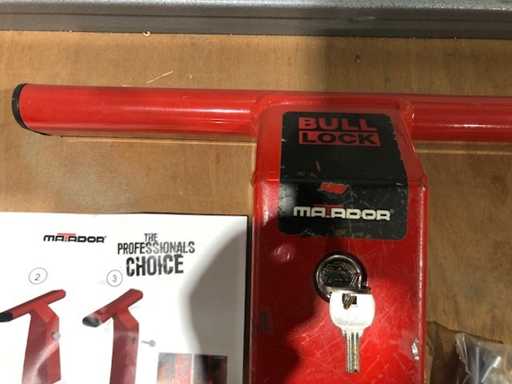 BULL
LOCK
MATADOR
MATADOR
THE
PROFESSIONALS
CHOICE
2
3